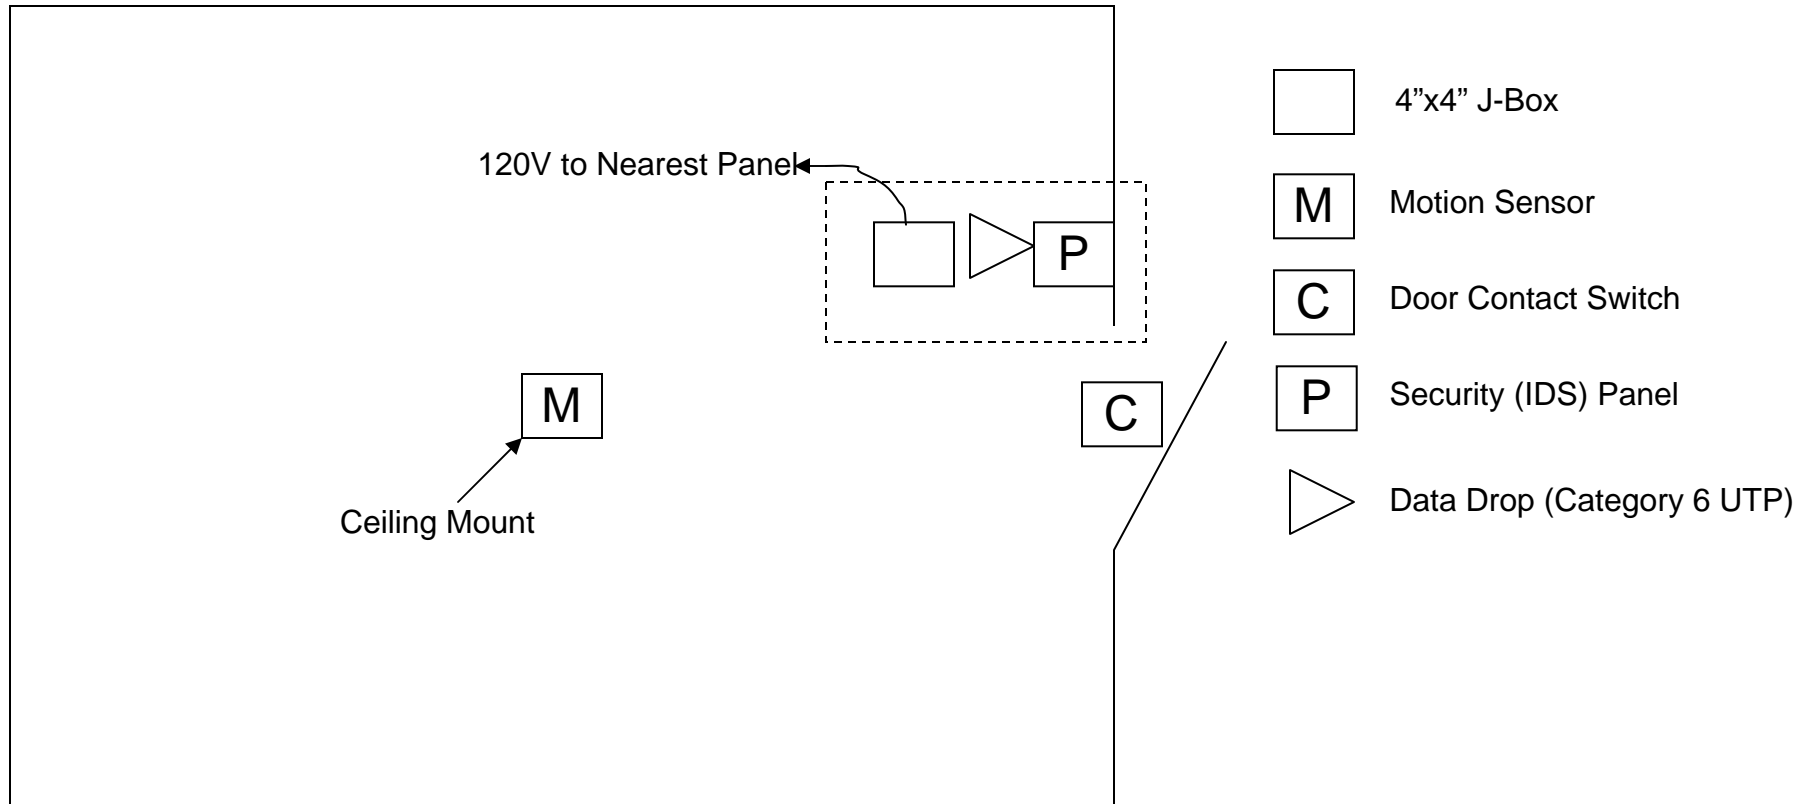 4”x4” J-Box
120V to Nearest Panel
M Motion Sensor
P
C Door Contact Switch
M
C
P Security (IDS) Panel
Ceiling Mount
Data Drop (Category 6 UTP)